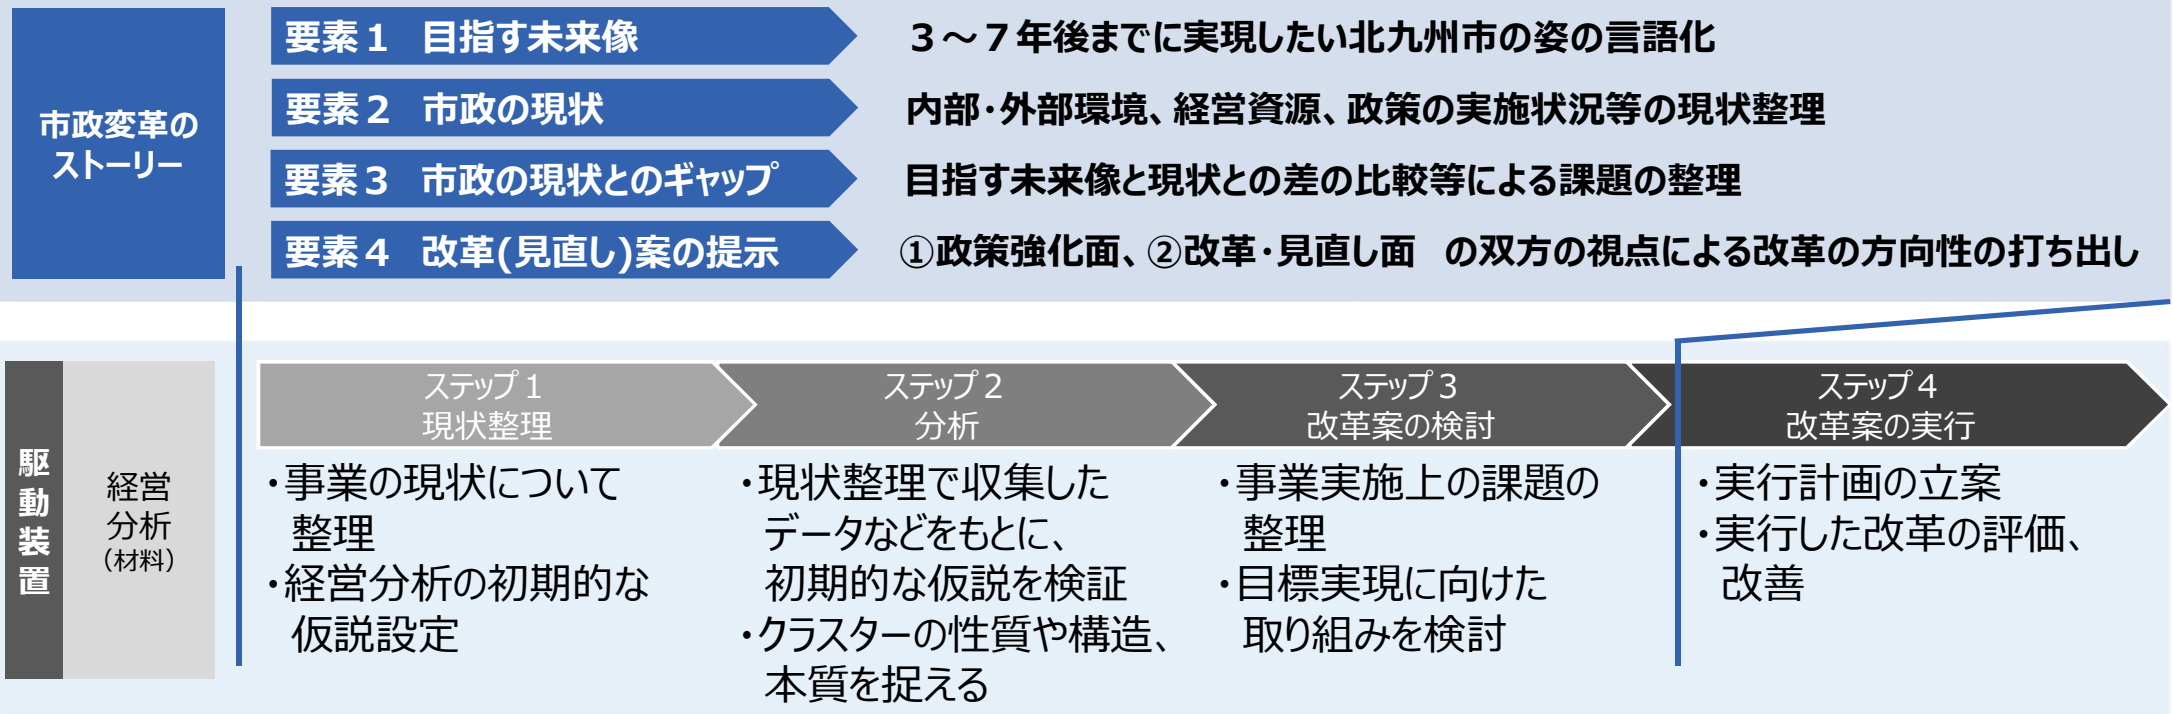 市政変革の
ストーリー
要素1 目指す未来像
3～7年後までに実現したい北九州市の姿の言語化
要素2 市政の現状
内部・外部環境、経営資源、政策の実施状況等の現状整理
要素3 市政の現状とのギャップ
目指す未来像と現状との差の比較等による課題の整理
要素4 改革(見直し)案の提示
①政策強化面、②改革・見直し面 の双方の視点による改革の方向性の打ち出し
駆動装置
経営
分析
（材料）
ステップ1
現状整理
・事業の現状について
整理
・経営分析の初期的な
仮説設定
ステップ2
分析
・現状整理で収集した
データなどをもとに、
初期的な仮説を検証
・クラスターの性質や構造、
本質を捉える
ステップ3
改革案の検討
・事業実施上の課題の
整理
・目標実現に向けた
取り組みを検討
ステップ4
改革案の実行
・実行計画の立案
・実行した改革の評価、
改善